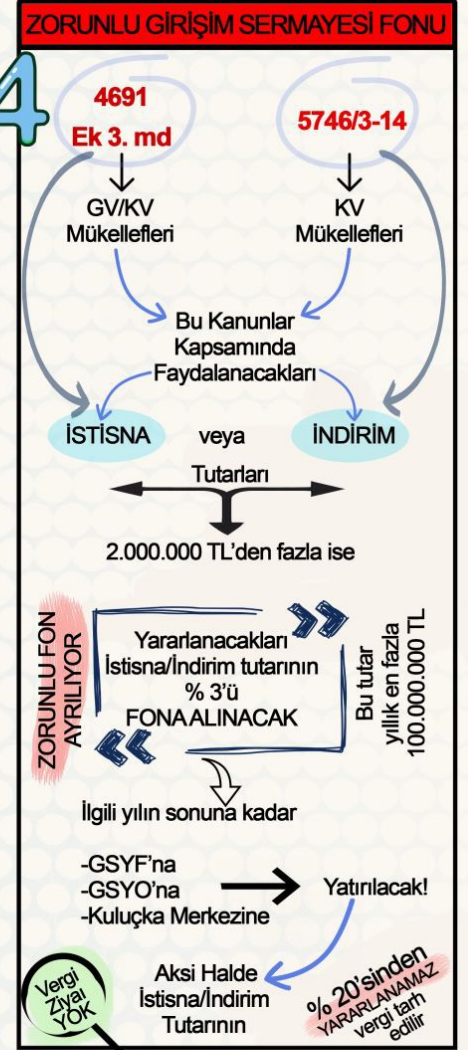 ZORUNLU GİRİŞİM SERMAYESİ FONU
4
4691
Ek 3. md
5746/3-14
GV/KV
Mükellefleri
KV
Mükellefleri
Bu Kanunlar
Kapsamında
Faydalanacakları
İSTİSNA veya İNDİRİM
Tutarları
2.000.000 TL'den fazla ise
ZORUNLU FON
AYRILIYOR
Yararlanacakları
İstisna/İndirim tutarının
% 3'ü
FONA ALINACAK
Bu tutar
yıllık en fazla
100.000.000 TL
İlgili yılın sonuna kadar
-GSYF'na
-GSYO'na
-Kuluçka Merkezine
Yatırılacak!
Aksi Halde
İstisna/İndirim
Tutarının
% 20'sinden
YARARLANAMAZ
vergi tarh
edilir
Vergi
Ziyaı
YOK